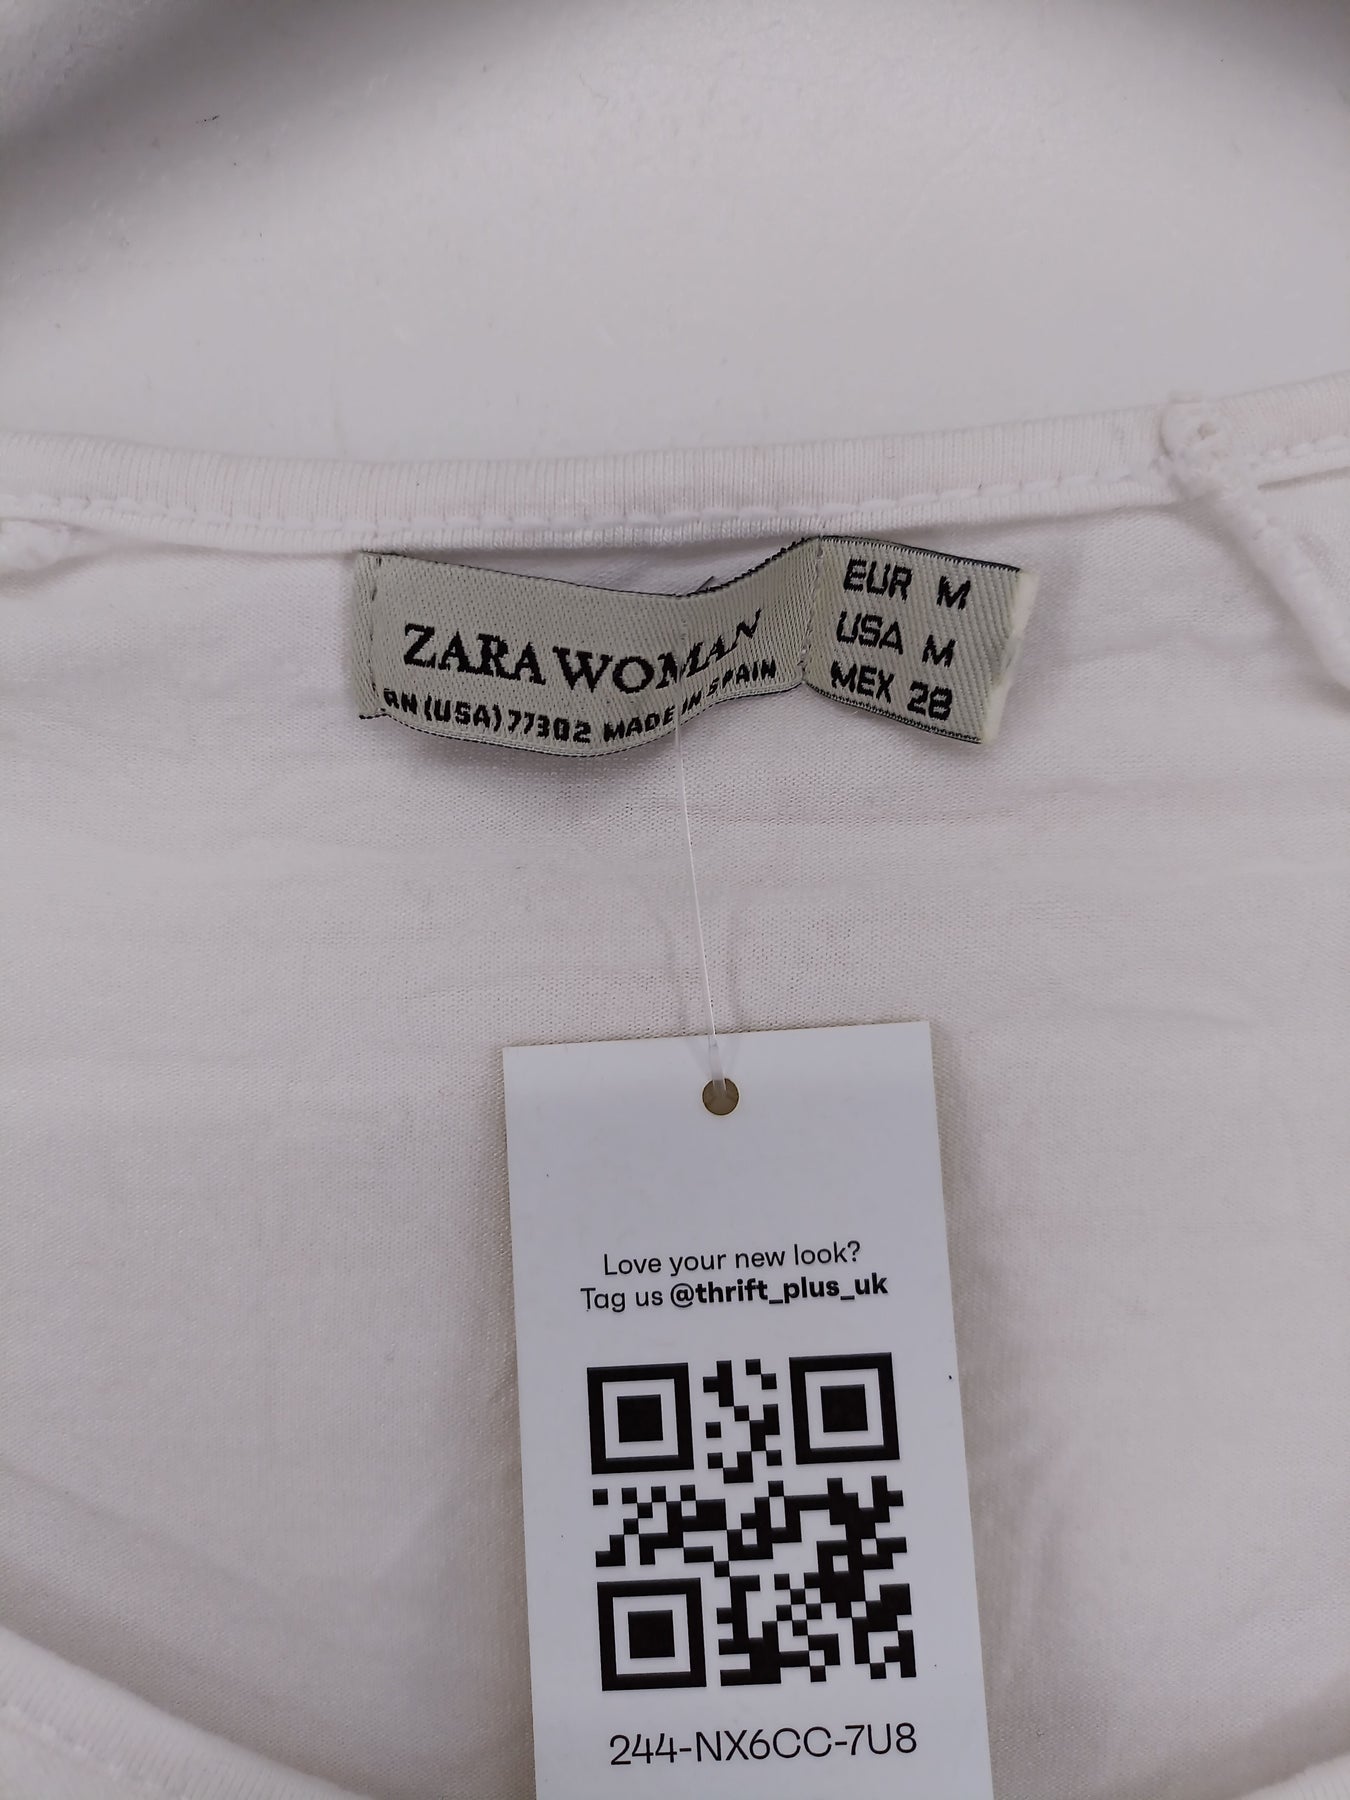 ZARA WOMAN
RN (USA) 77302 MADE IN SPAIN
EUR M
USA M
MEX 28
Love your new look?
Tag us @thrift_plus_uk
244-NX6CC-7U8